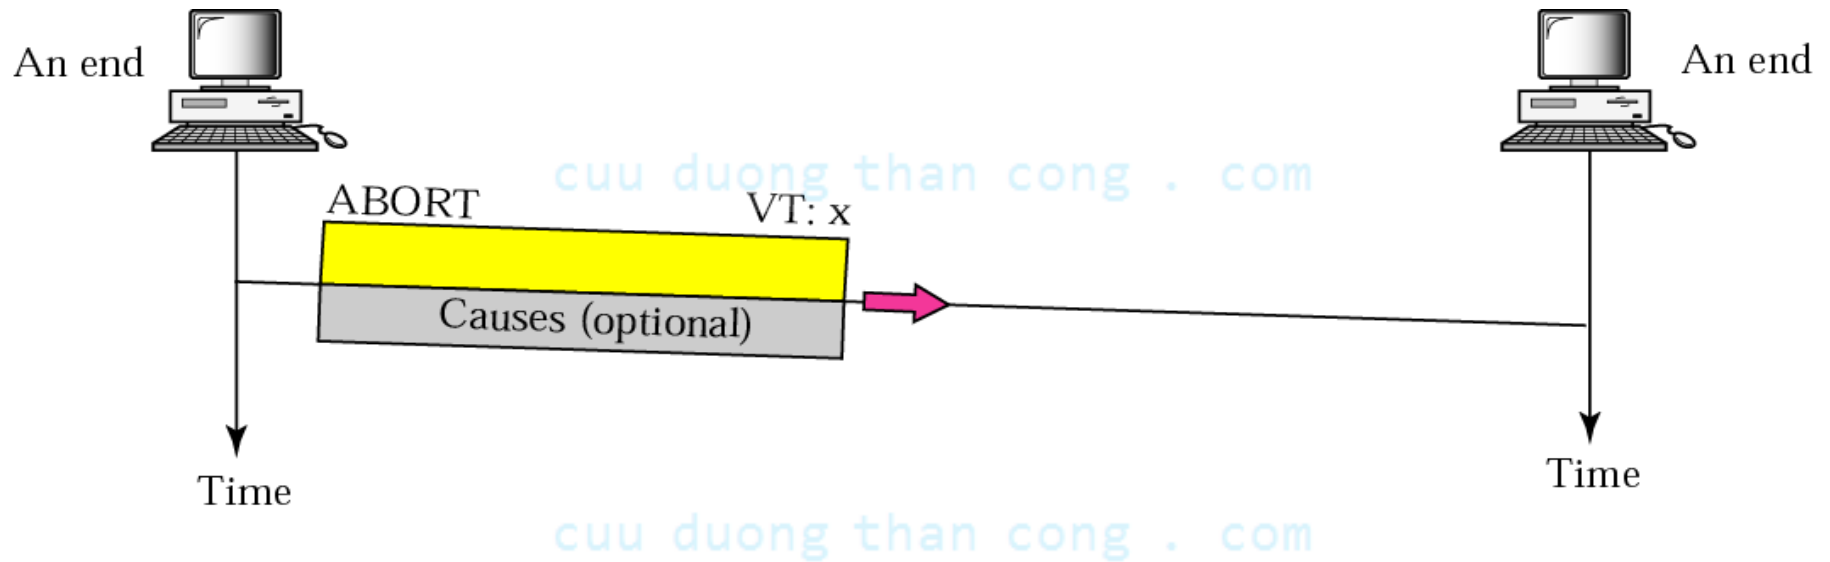 An end
An end
cuu duong than cong . com
ABORT
VT: x
Causes (optional)
Time
Time
cuu duong than cong . com